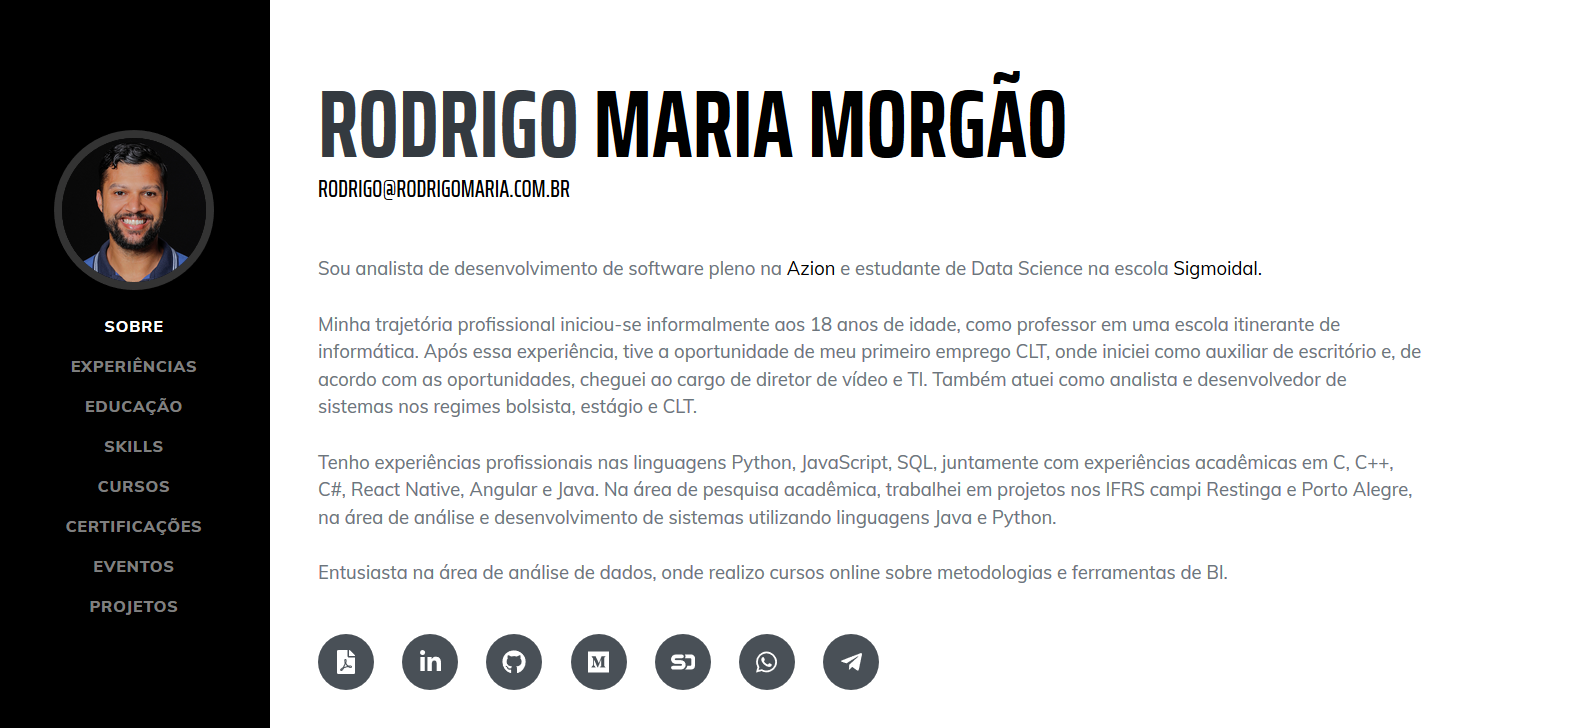 SOBRE
EXPERIÊNCIAS
EDUCAÇÃO
SKILLS
CURSOS
CERTIFICAÇÕES
EVENTOS
PROJETOS
RODRIGO MARIA MORGÃO
RODRIGO@RODRIGOMARIA.COM.BR
Sou analista de desenvolvimento de software pleno na Azion e estudante de Data Science na escola Sigmoidal.
Minha trajetória profissional iniciou-se informalmente aos 18 anos de idade, como professor em uma escola itinerante de
informática. Após essa experiência, tive a oportunidade de meu primeiro emprego CLT, onde iniciei como auxiliar de escritório e, de
acordo com as oportunidades, cheguei ao cargo de diretor de vídeo e TI. Também atuei como analista e desenvolvedor de
sistemas nos regimes bolsista, estágio e CLT.
Tenho experiências profissionais nas linguagens Python, JavaScript, SQL, juntamente com experiências acadêmicas em C, C++,
C#, React Native, Angular e Java. Na área de pesquisa acadêmica, trabalhei em projetos nos IFRS campi Restinga e Porto Alegre,
na área de análise e desenvolvimento de sistemas utilizando linguagens Java e Python.
Entusiasta na área de análise de dados, onde realizo cursos online sobre metodologias e ferramentas de BI.
in M